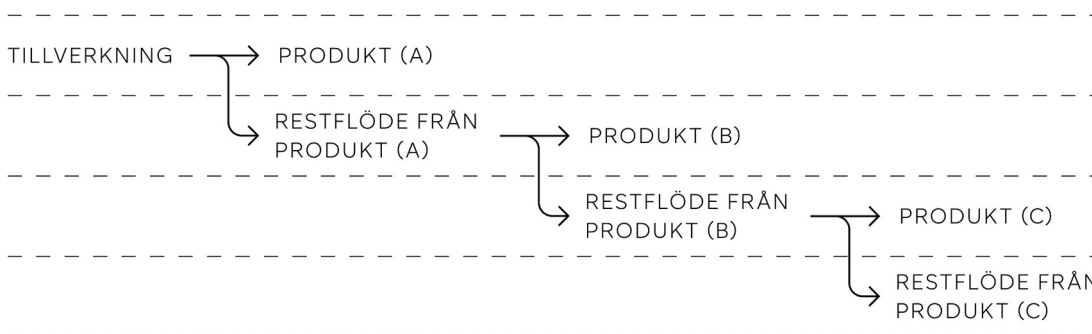 TILLVERKNING
PRODUKT (A)
RESTFLÖDE FRÅN
PRODUKT (A)
PRODUKT (B)
RESTFLÖDE FRÅN
PRODUKT (B)
PRODUKT (C)
RESTFLÖDE FRÅN
PRODUKT (C)